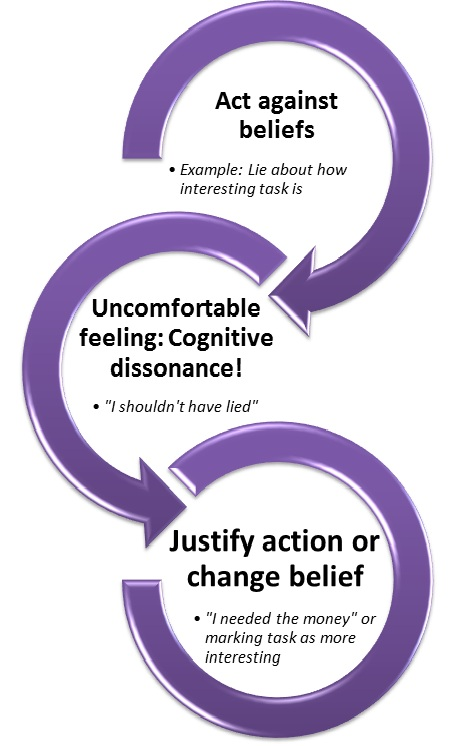 Act against
beliefs
• Example: Lie about how
interesting task is
Uncomfortable
feeling: Cognitive
dissonance!
• "I shouldn't have lied"
Justify action or
change belief
• "I needed the money" or
marking task as more
interesting